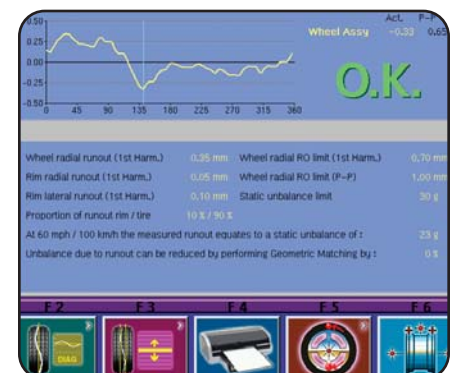 Act. P-P
0.50
Wheel Assy -0.33 0.65
0.25
0.00
-0.25
-0.50
0 45 90 135 180 225 270 315 360
O.K.
Wheel radial runout (1st Harm.) 0.35 mm Wheel radial RO limit (1st Harm.) 0,70 mm
Rim radial runout (1st Harm.) 0,05 mm Wheel radial RO limit (P-P) 1,00 mm
Rim lateral runout (1st Harm.) 0,10 mm Static unbalance limit 30 g
Proportion of runout rim / tire 10 % / 90 %
At 60 mph / 100 km/h the measured runout equates to a static unbalance of : 23 g
Unbalance due to runout can be reduced by performing Geometric Matching by : 0 %
F 2 F 3 F 4 F 5 F 6
DIAG